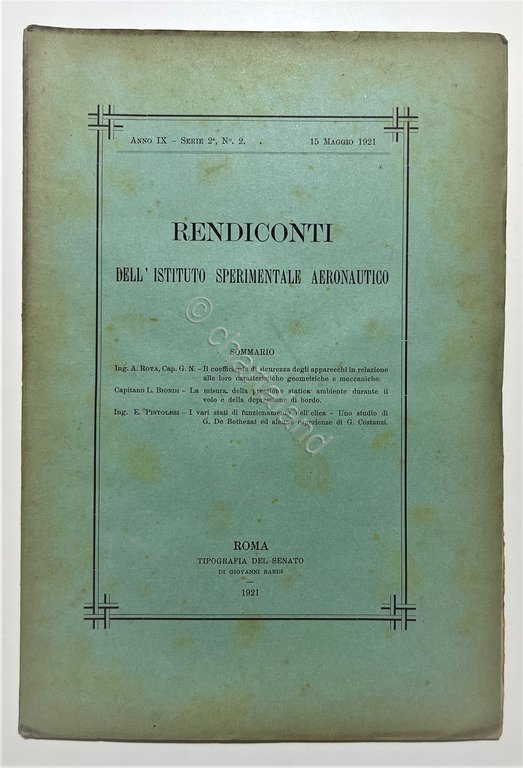 Anno IX - Serie 2ª, Nº. 2. 15 Maggio 1921
RENDICONTI
DELL' ISTITUTO SPERIMENTALE AERONAUTICO
SOMMARIO
Ing. A. Rota, Cap. G. N. - Il coefficiente di sicurezza degli apparecchi in relazione
alle loro caratteristiche geometriche e meccaniche.
Capitano L. Biondi - La misura della pressione statica ambiente durante il
volo e della depressione di bordo.
Ing. E. Pistolesi - I vari stati di funzionamento dell'elica - Uno studio di
G. De Bothezat ed alcune esperienze di G. Costanzi.
ROMA
TIPOGRAFIA DEL SENATO
DI GIOVANNI BARDI
1921